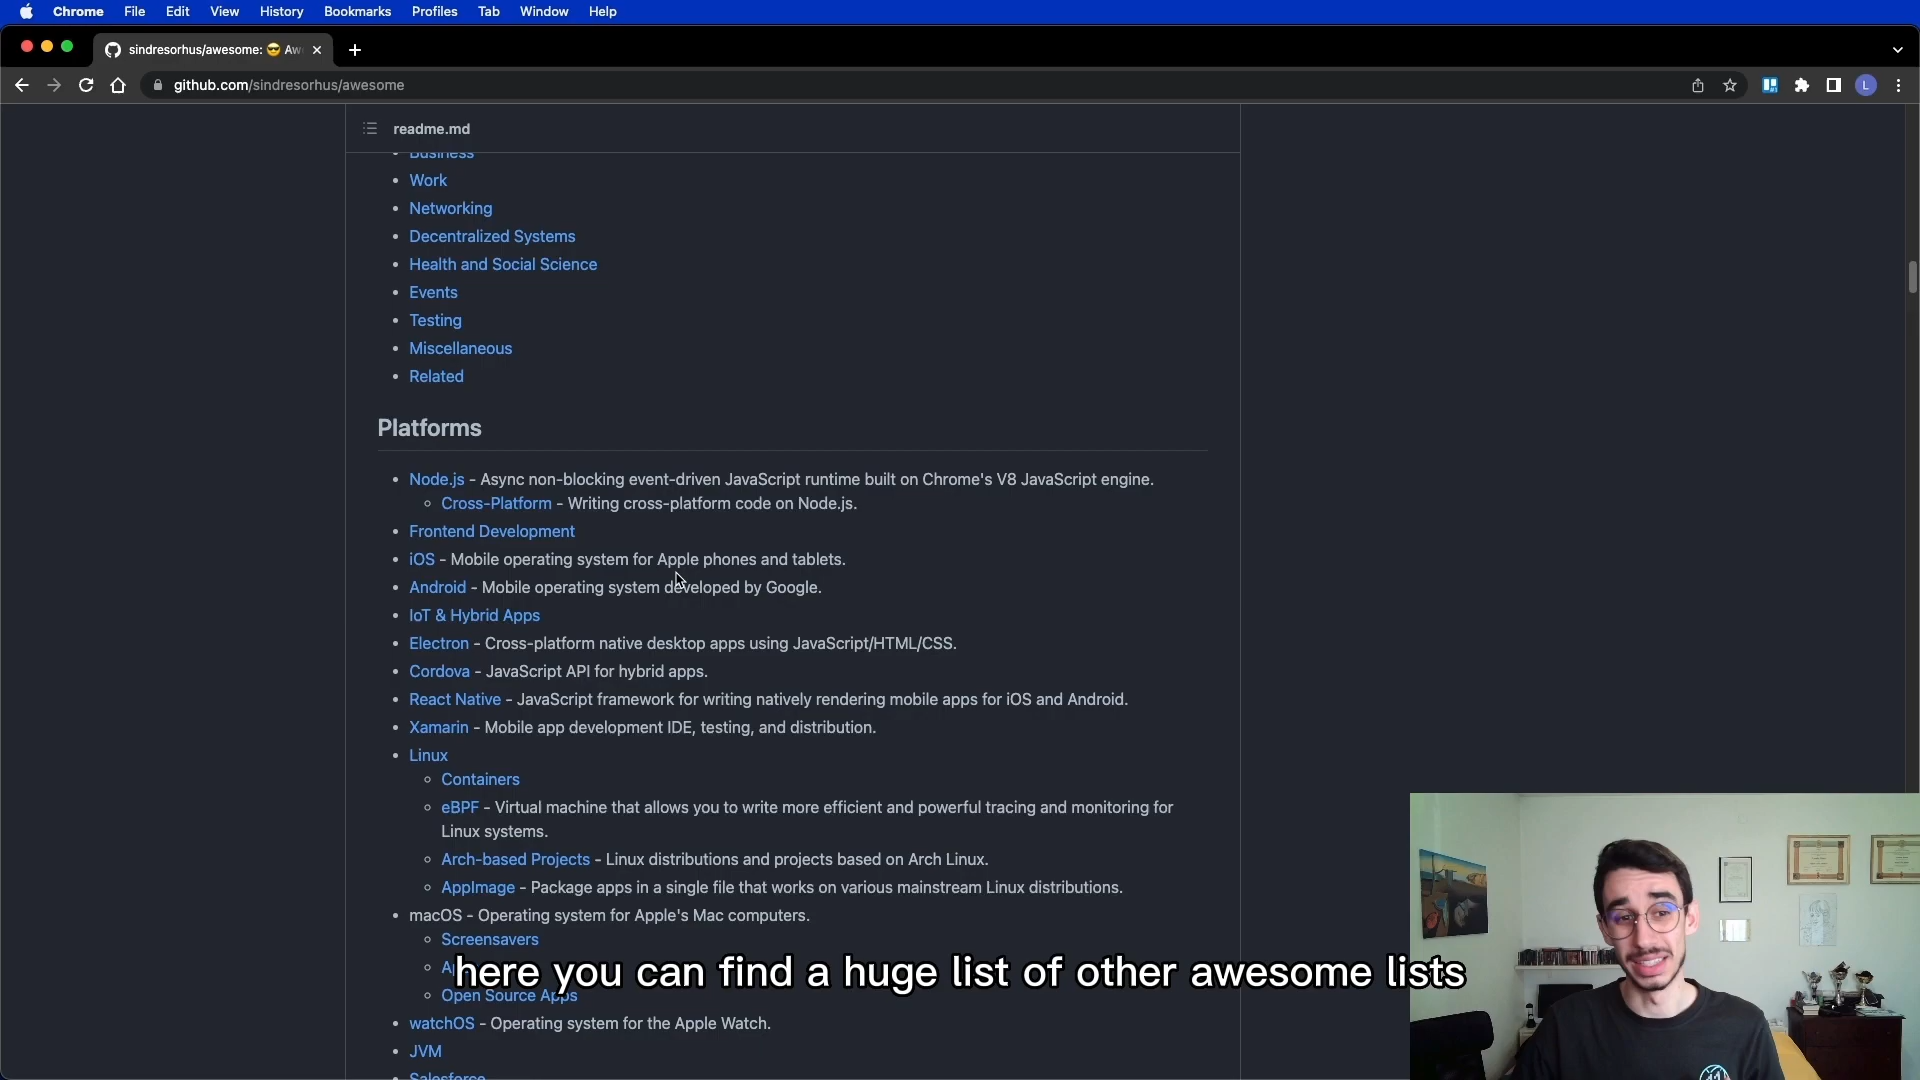 Chrome File Edit View History Bookmarks Profiles Tab Window Help
sindresorhus/awesome: 😎 Aw
github.com/sindresorhus/awesome
L
readme.md
Business
Work
Networking
Decentralized Systems
Health and Social Science
Events
Testing
Miscellaneous
Related
Platforms
Node.js - Async non-blocking event-driven JavaScript runtime built on Chrome's V8 JavaScript engine.
Cross-Platform - Writing cross-platform code on Node.js.
Frontend Development
iOS - Mobile operating system for Apple phones and tablets.
Android - Mobile operating system developed by Google.
IoT & Hybrid Apps
Electron - Cross-platform native desktop apps using JavaScript/HTML/CSS.
Cordova - JavaScript API for hybrid apps.
React Native - JavaScript framework for writing natively rendering mobile apps for iOS and Android.
Xamarin - Mobile app development IDE, testing, and distribution.
Linux
Containers
eBPF - Virtual machine that allows you to write more efficient and powerful tracing and monitoring for
Linux systems.
Arch-based Projects - Linux distributions and projects based on Arch Linux.
AppImage - Package apps in a single file that works on various mainstream Linux distributions.
macOS - Operating system for Apple's Mac computers.
Screensavers
here you can find a huge list of other awesome lists
Open Source Apps
watchOS - Operating system for the Apple Watch.
JVM
Salesforce